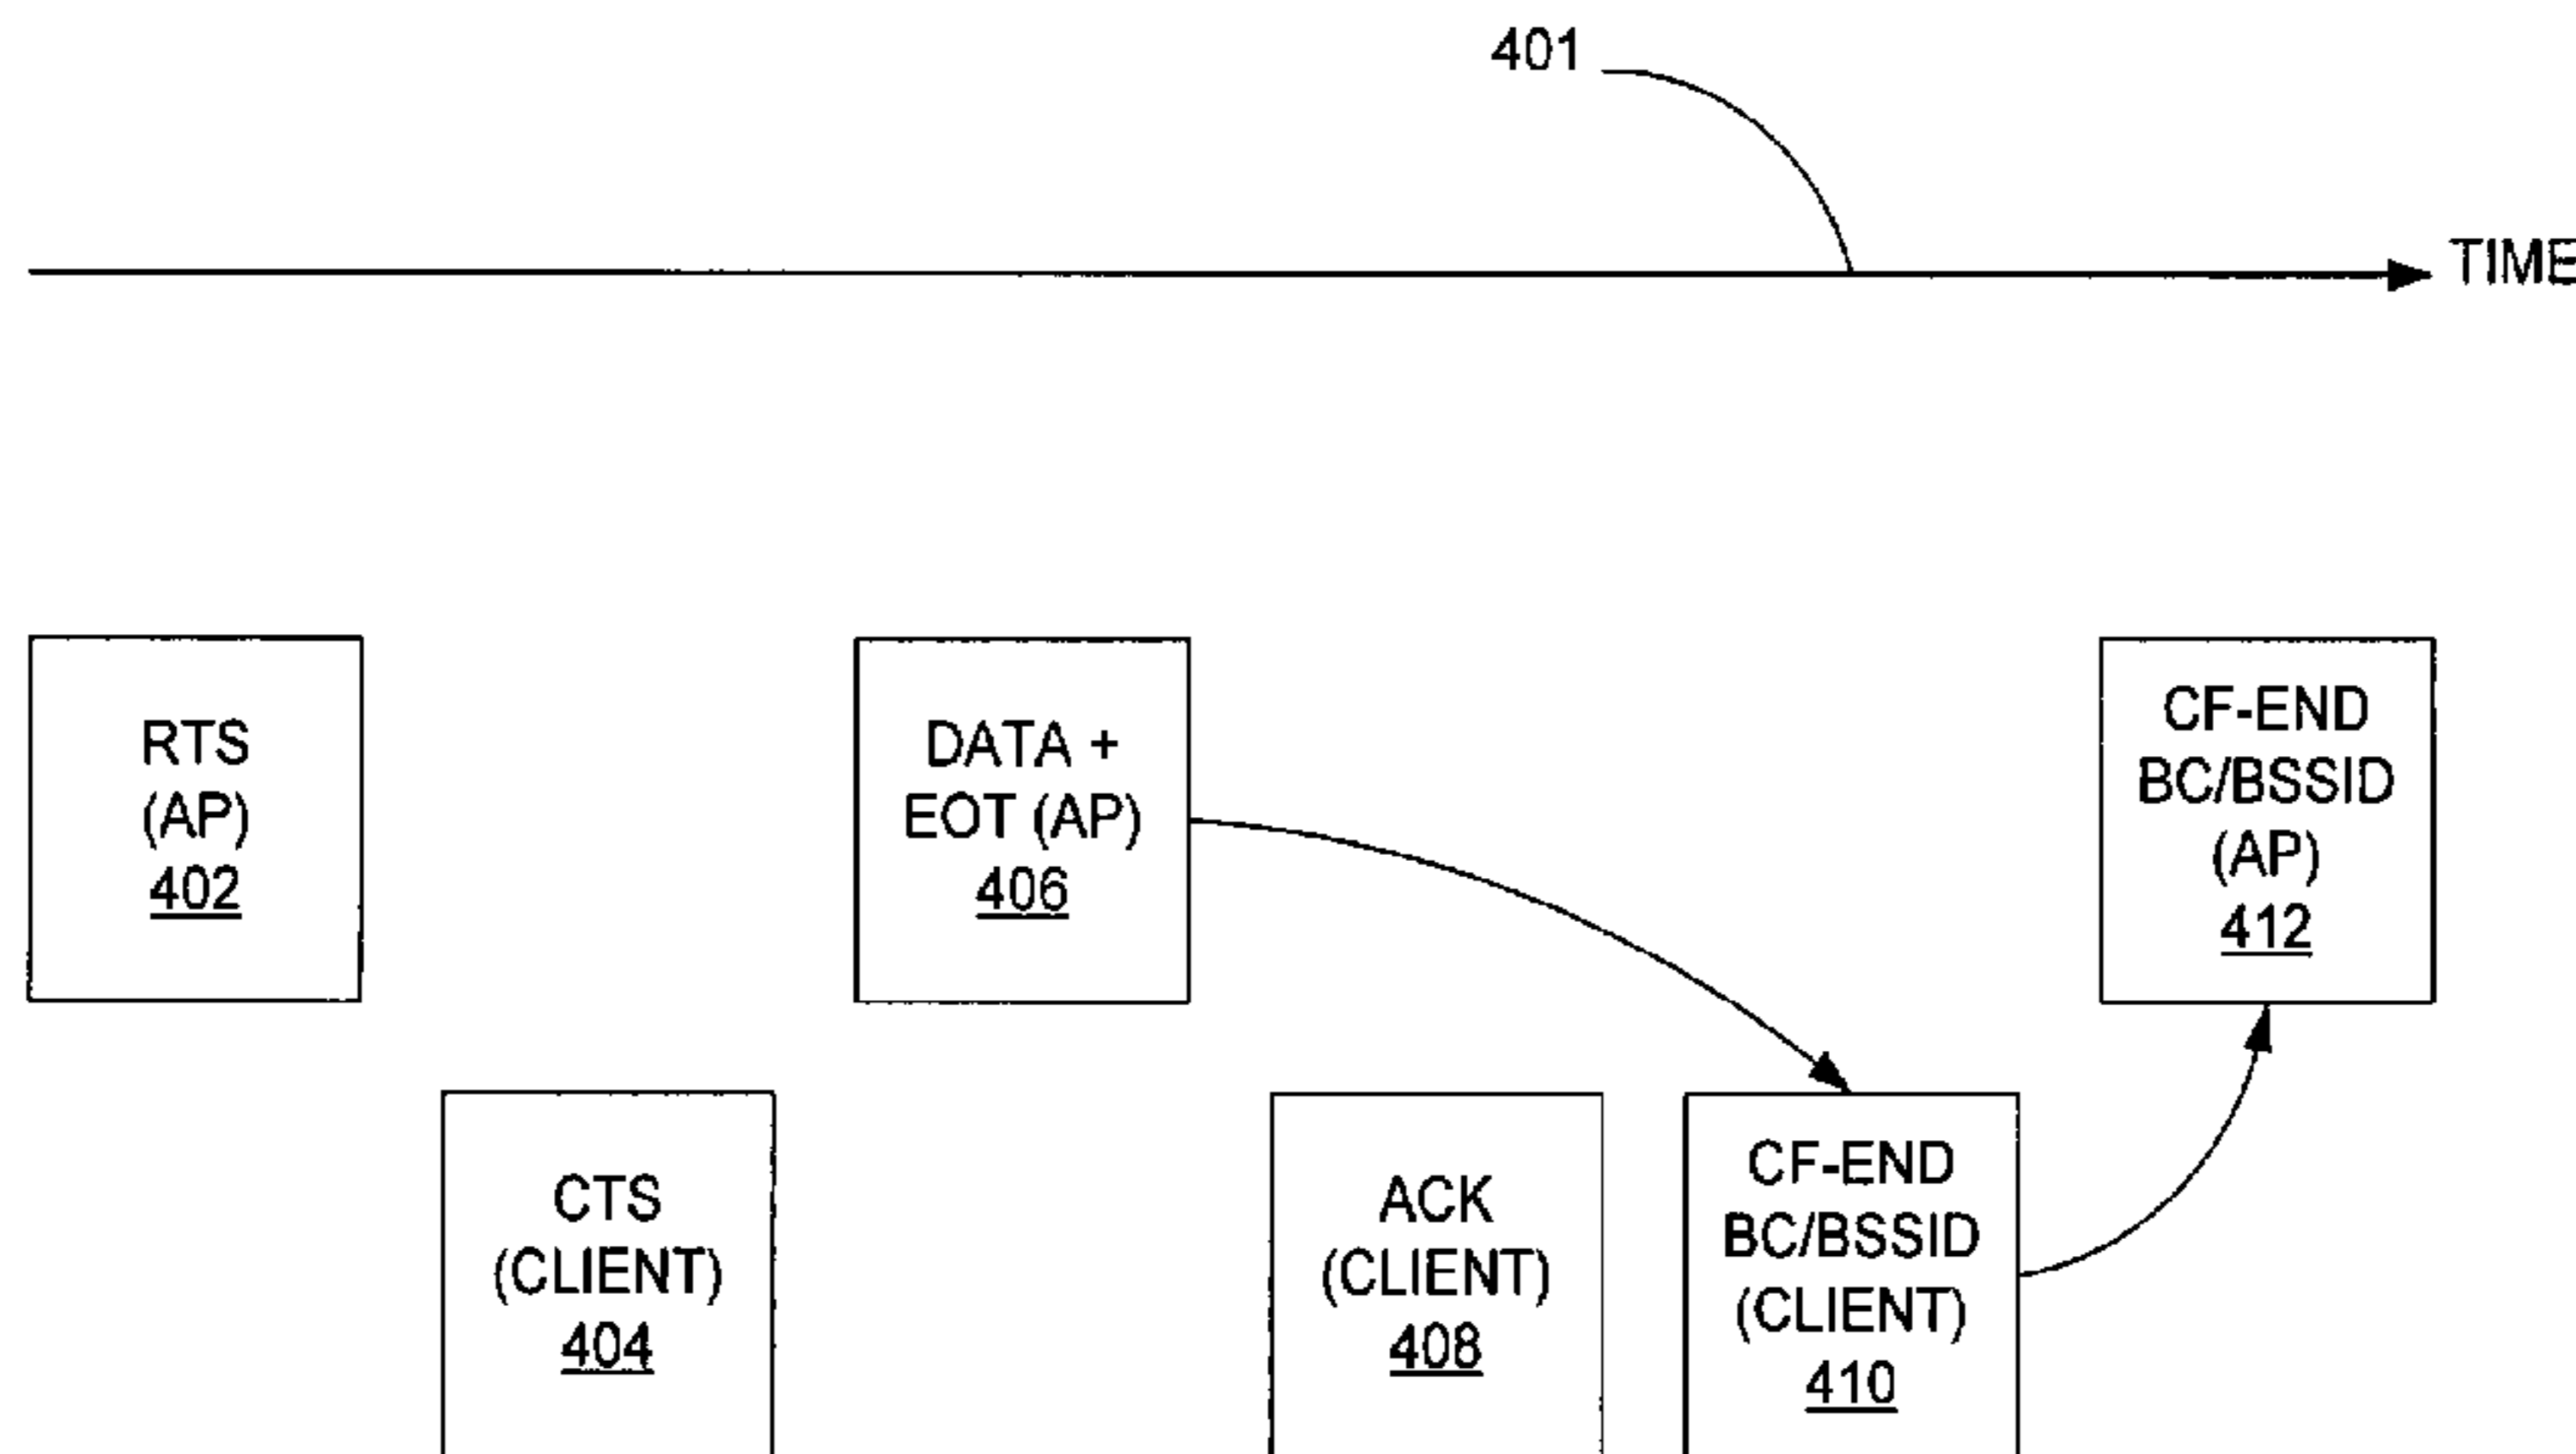 401
TIME
RTS
(AP)
402
DATA +
EOT (AP)
406
CF-END
BC/BSSID
(AP)
412
CTS
(CLIENT)
404
ACK
(CLIENT)
408
CF-END
BC/BSSID
(CLIENT)
410